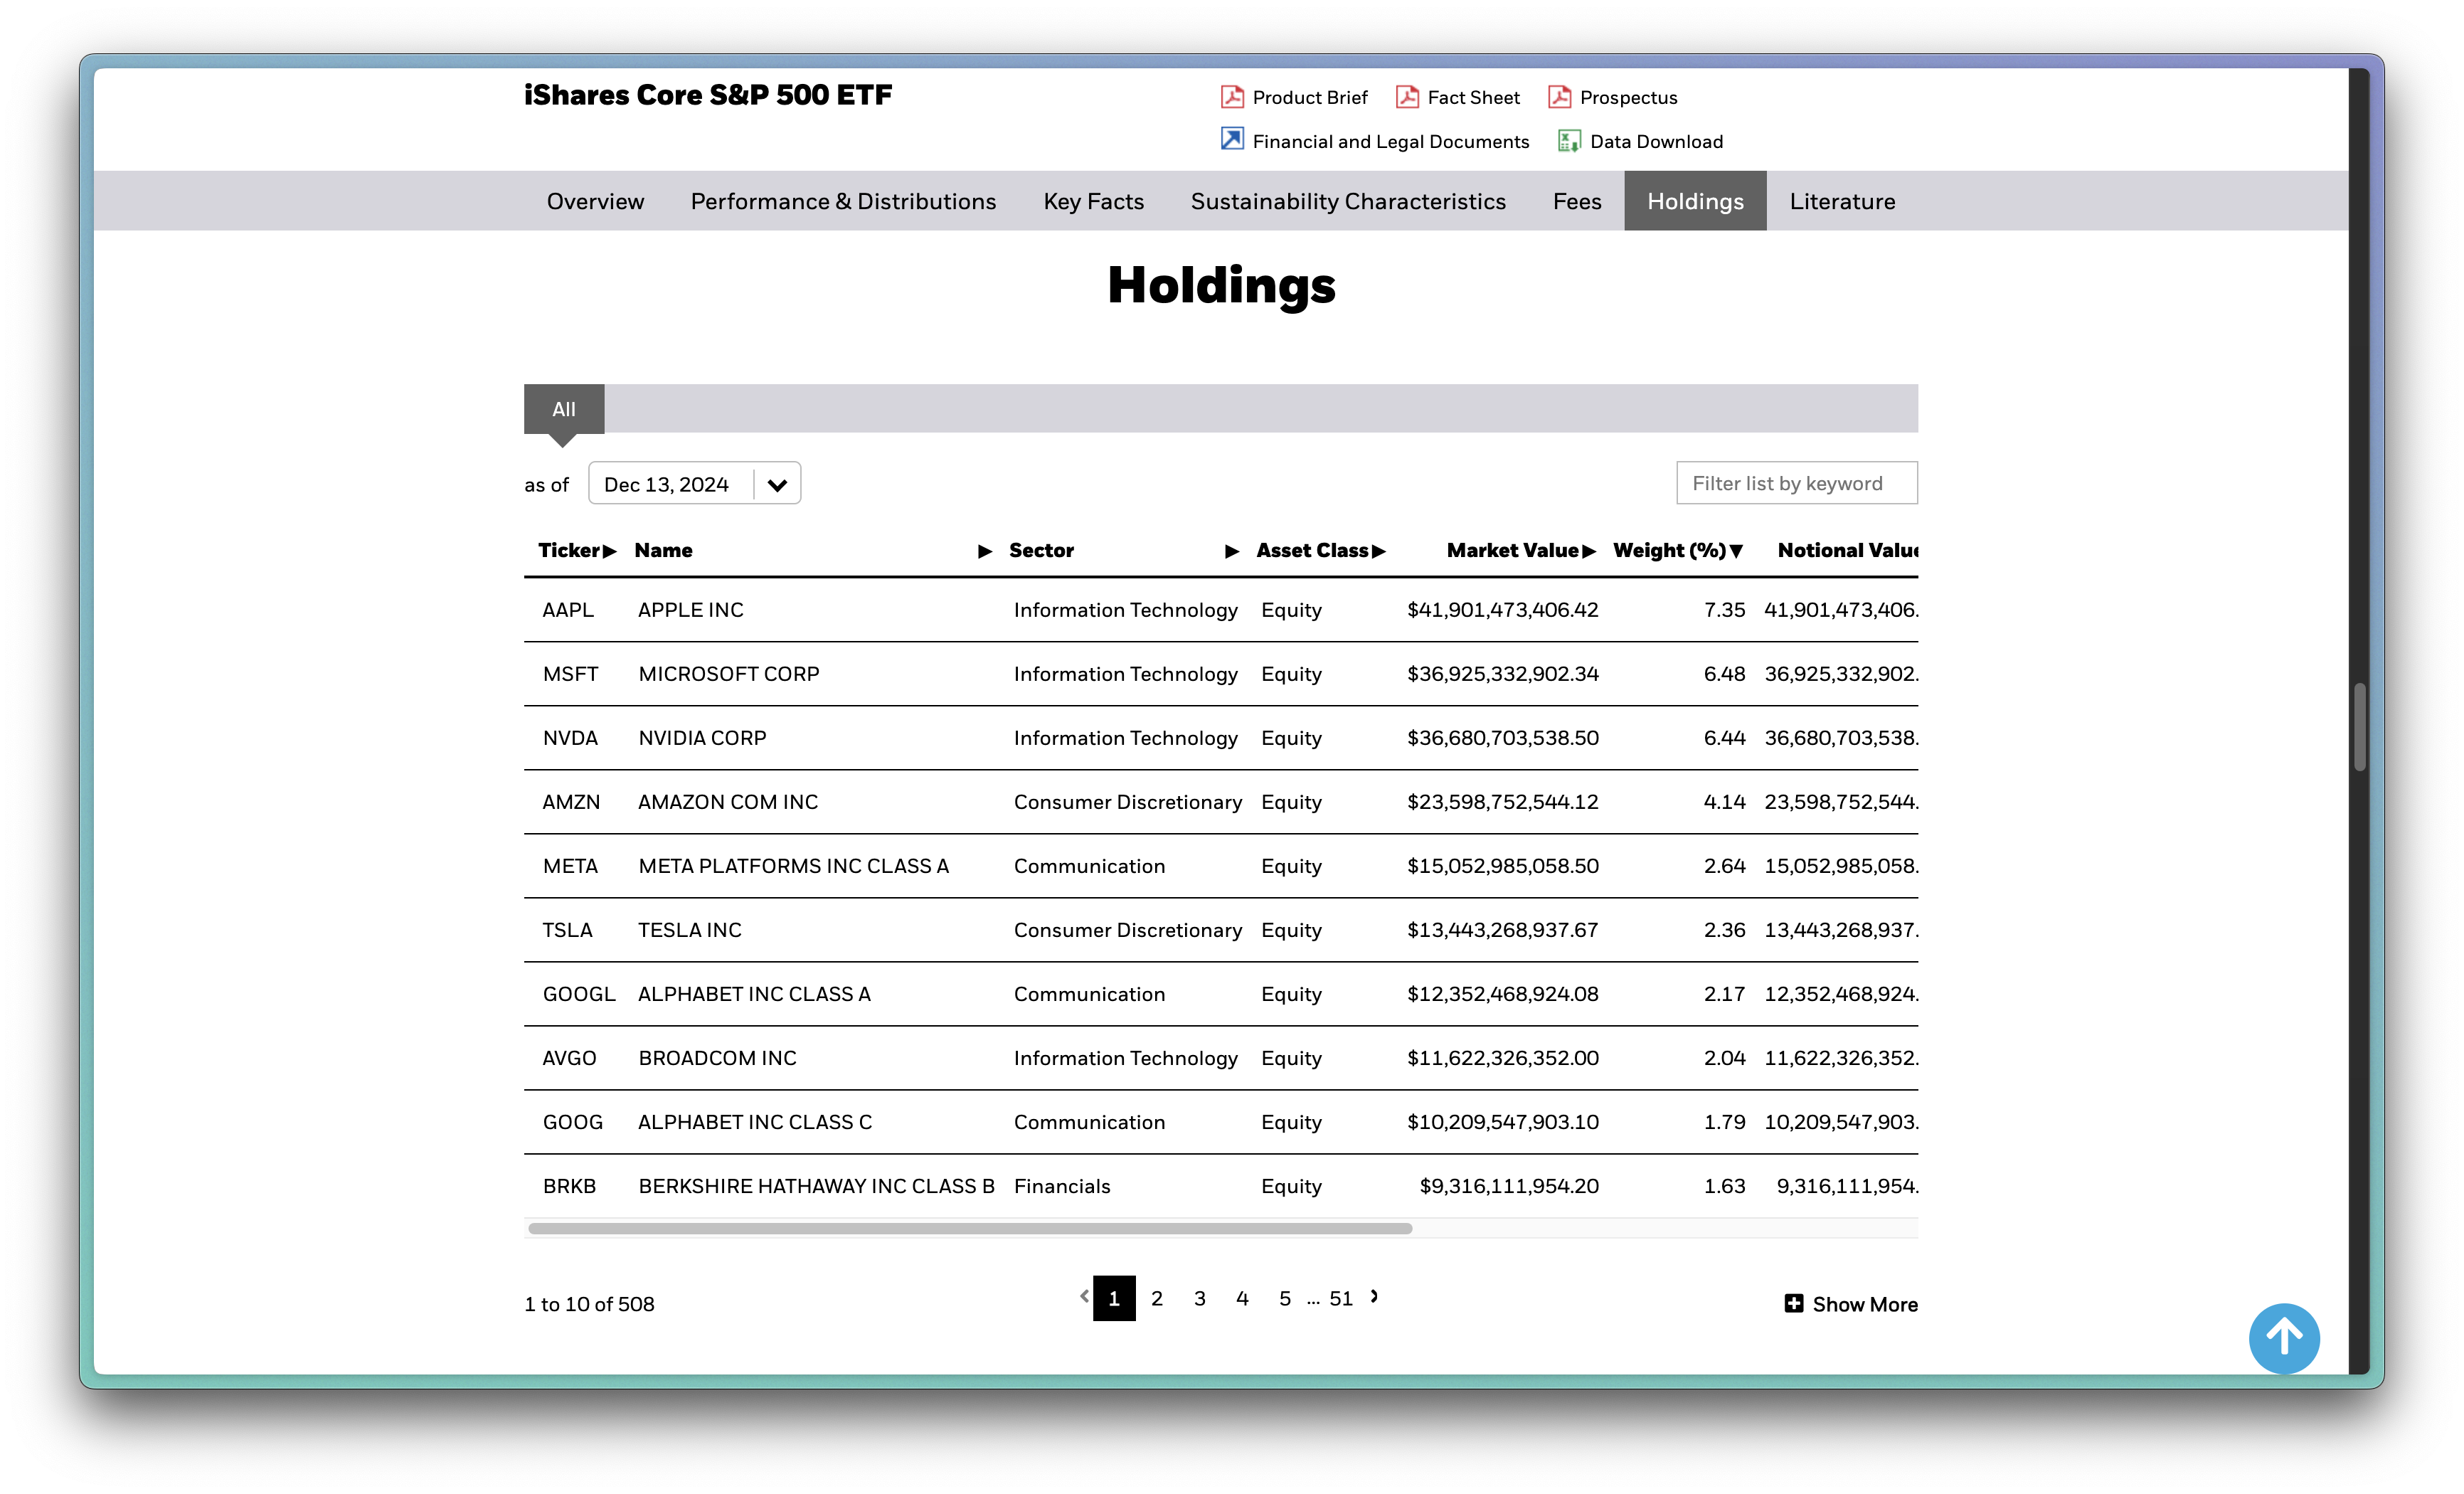 iShares Core S&P 500 ETF
Product Brief Fact Sheet Prospectus
Financial and Legal Documents Data Download
Overview Performance & Distributions Key Facts Sustainability Characteristics Fees Holdings Literature
Holdings
All
as of Dec 13, 2024 Filter list by keyword
Ticker▶ Name ▶ Sector ▶ Asset Class▶ Market Value▶ Weight (%)▼ Notional Value
AAPL APPLE INC Information Technology Equity $41,901,473,406.42 7.35 41,901,473,406.
MSFT MICROSOFT CORP Information Technology Equity $36,925,332,902.34 6.48 36,925,332,902.
NVDA NVIDIA CORP Information Technology Equity $36,680,703,538.50 6.44 36,680,703,538.
AMZN AMAZON COM INC Consumer Discretionary Equity $23,598,752,544.12 4.14 23,598,752,544.
META META PLATFORMS INC CLASS A Communication Equity $15,052,985,058.50 2.64 15,052,985,058.
TSLA TESLA INC Consumer Discretionary Equity $13,443,268,937.67 2.36 13,443,268,937.
GOOGL ALPHABET INC CLASS A Communication Equity $12,352,468,924.08 2.17 12,352,468,924.
AVGO BROADCOM INC Information Technology Equity $11,622,326,352.00 2.04 11,622,326,352.
GOOG ALPHABET INC CLASS C Communication Equity $10,209,547,903.10 1.79 10,209,547,903.
BRKB BERKSHIRE HATHAWAY INC CLASS B Financials Equity $9,316,111,954.20 1.63 9,316,111,954.
1 to 10 of 508 1 2 3 4 5 ... 51 Show More